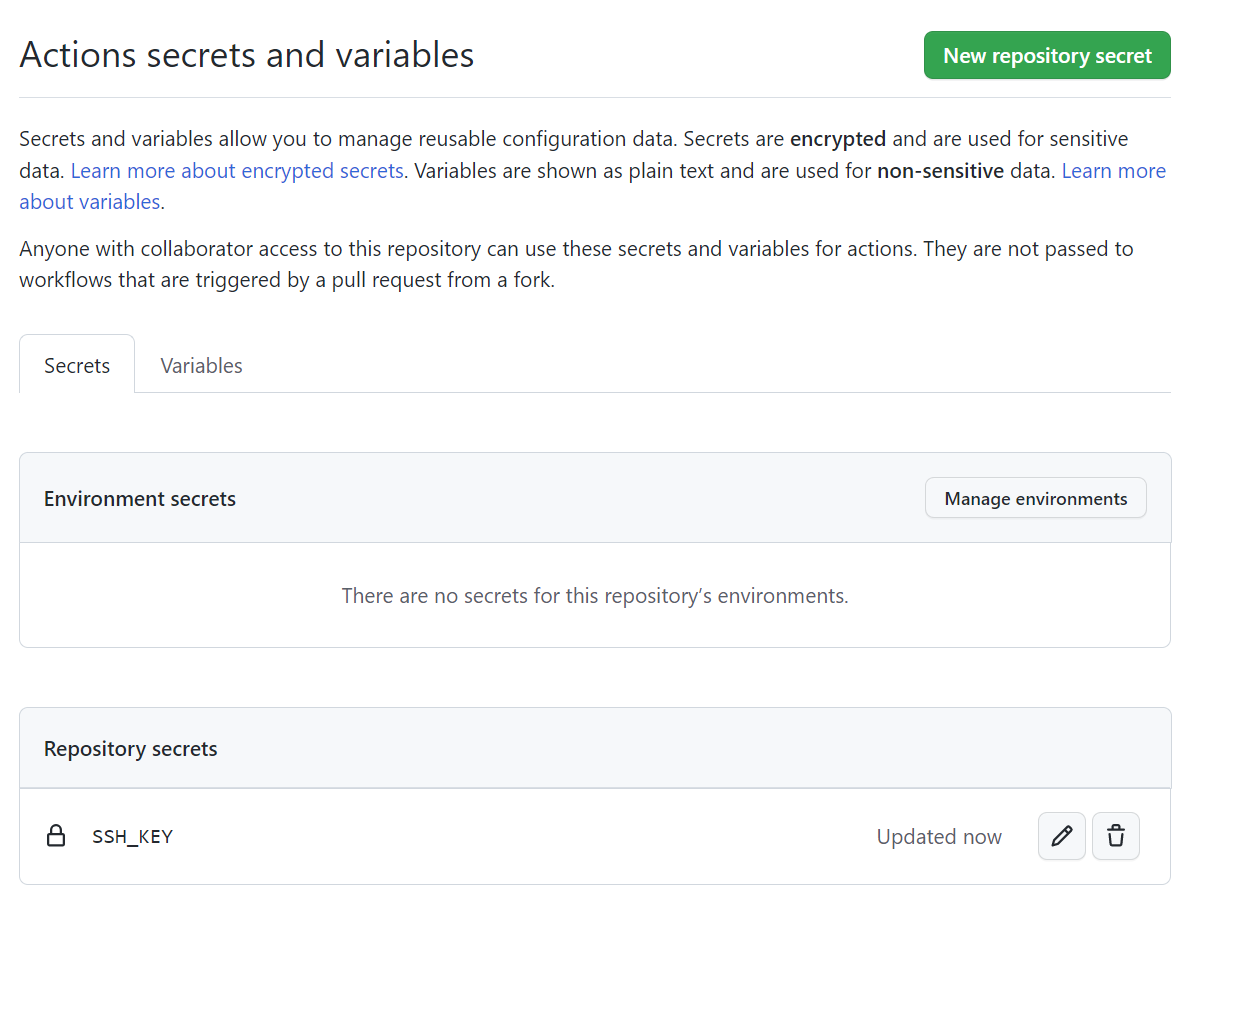 Actions secrets and variables
New repository secret
Secrets and variables allow you to manage reusable configuration data. Secrets are encrypted and are used for sensitive
data. Learn more about encrypted secrets. Variables are shown as plain text and are used for non-sensitive data. Learn more
about variables.
Anyone with collaborator access to this repository can use these secrets and variables for actions. They are not passed to
workflows that are triggered by a pull request from a fork.
Secrets
Variables
Environment secrets
Manage environments
There are no secrets for this repository’s environments.
Repository secrets
SSH_KEY
Updated now